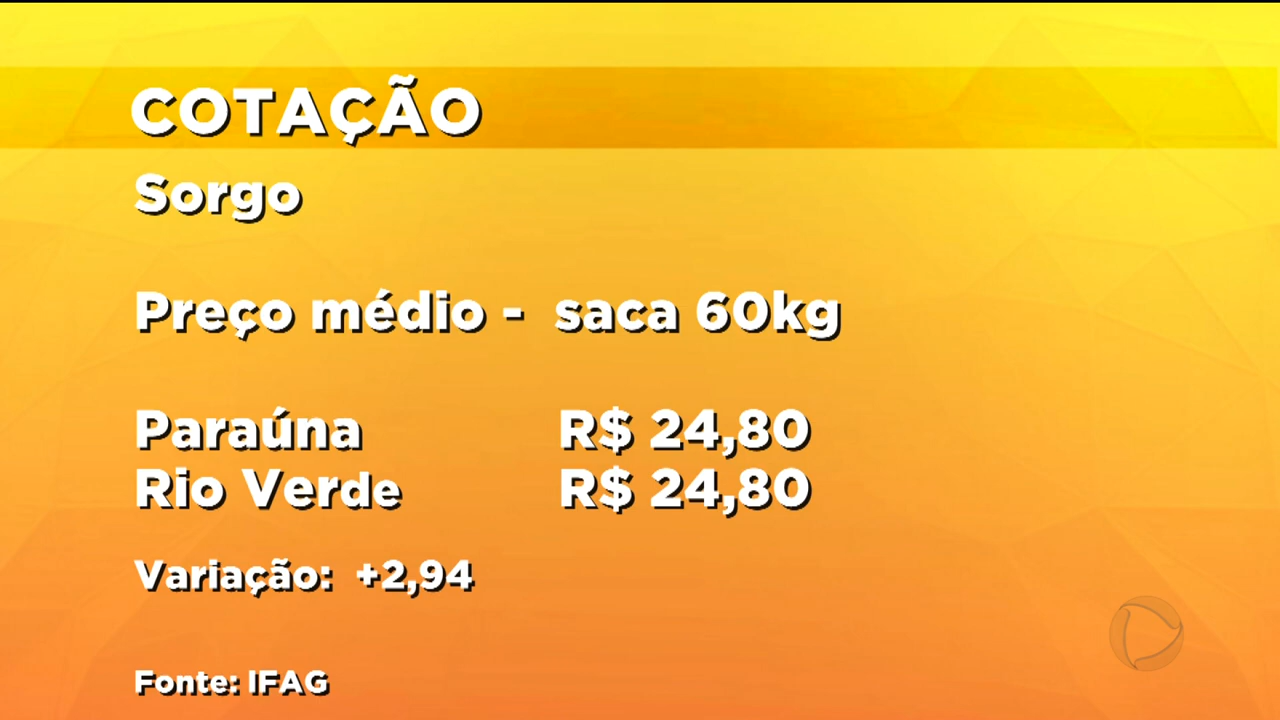 COTAÇÃO
Sorgo
Preço médio - saca 60kg
Paraúna R$ 24,80
Rio Verde R$ 24,80
Variação: +2,94
Fonte: IFAG